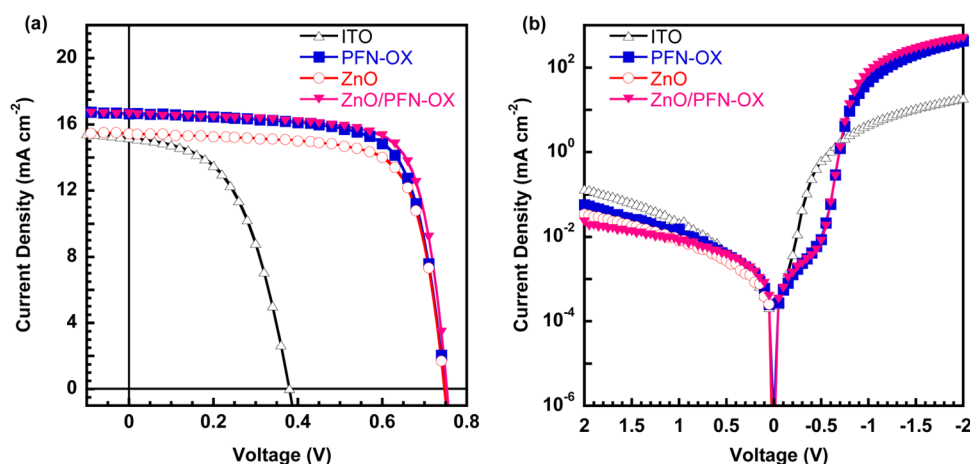 (a)
ITO
PFN-OX
ZnO
ZnO/PFN-OX
Current Density (mA cm⁻²)
20
16
12
8
4
0
0 0.2 0.4 0.6 0.8
Voltage (V)
(b)
ITO
PFN-OX
ZnO
ZnO/PFN-OX
Current Density (mA cm⁻²)
10²
10⁰
10⁻²
10⁻⁴
10⁻⁶
2 1.5 1 0.5 0 -0.5 -1 -1.5 -2
Voltage (V)